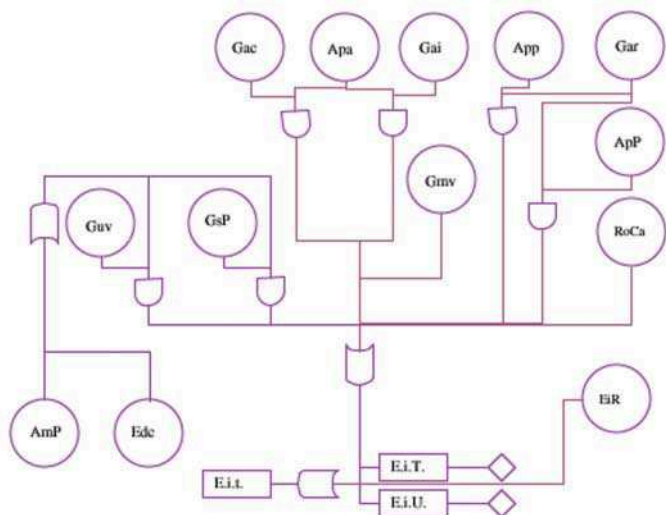 Gac
Apa
Gai
App
Gar
ApP
Gmv
Guv
GsP
RoCa
EiR
AmP
Edc
E.i.T.
E.i.t.
E.i.U.